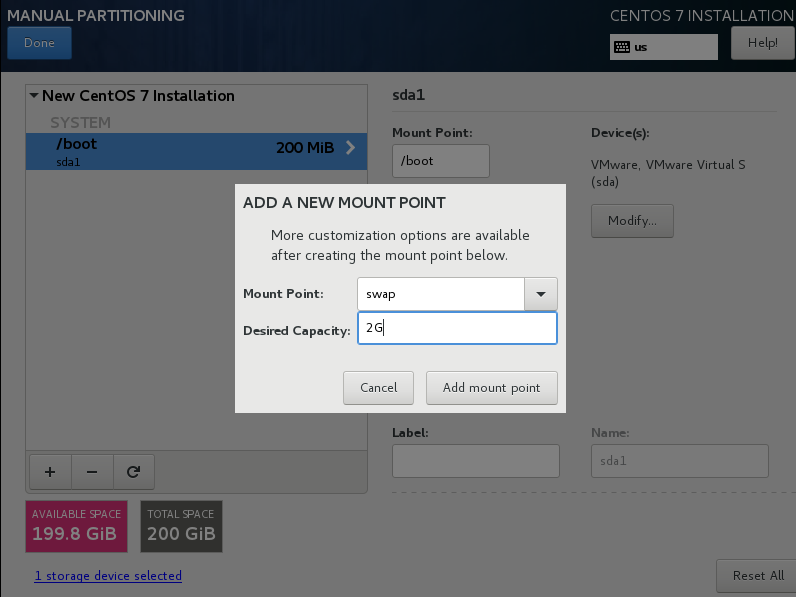 MANUAL PARTITIONING
CENTOS 7 INSTALLATION
Done
us
Help!
New CentOS 7 Installation
SYSTEM
/boot
200 MiB
sda1
sda1
Mount Point:
/boot
Device(s):
VMware, VMware Virtual S
(sda)
Modify...
ADD A NEW MOUNT POINT
More customization options are available
after creating the mount point below.
Mount Point:
swap
Desired Capacity:
2G
Cancel
Add mount point
Label:
Name:
sda1
+
−
AVAILABLE SPACE
199.8 GiB
TOTAL SPACE
200 GiB
1 storage device selected
Reset All